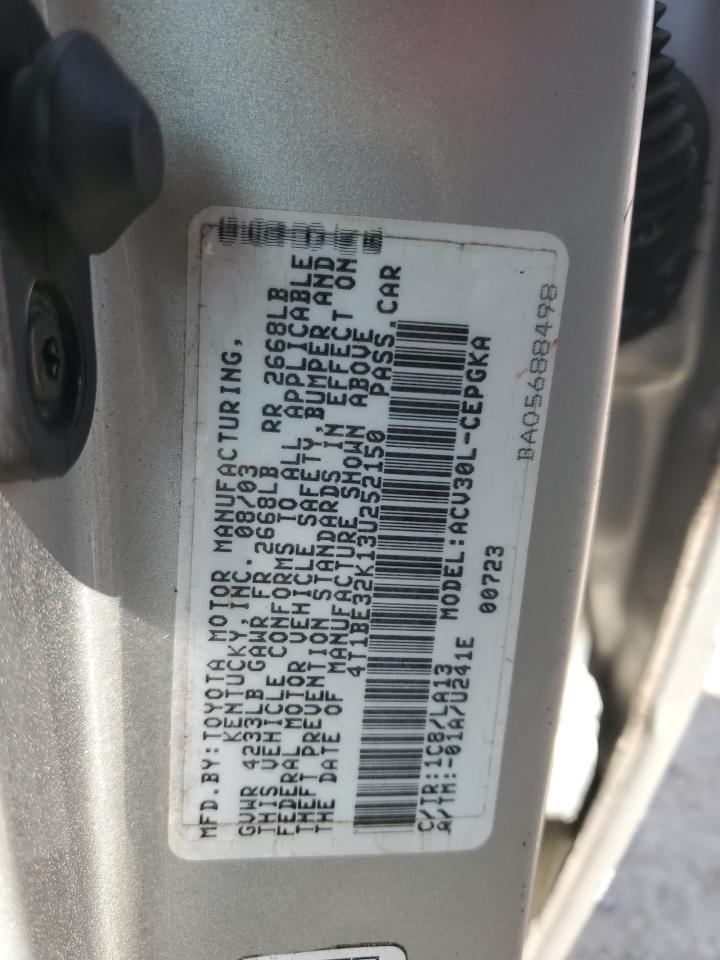 MFD.BY:TOYOTA MOTOR MANUFACTURING,
KENTUCKY,INC. 08/03
GVWR 4233LB GAWR FR 2668LB RR 2668LB
THIS VEHICLE CONFORMS TO ALL APPLICABLE
FEDERAL MOTOR VEHICLE SAFETY,BUMPER AND
THEFT PREVENTION STANDARDS IN EFFECT ON
THE DATE OF MANUFACTURE SHOWN ABOVE
4T1BE32K13U252150 PASS.CAR
C/TR:1C8/LA13 MODEL:ACV30L-CEPGKA
A/TM:-01A/U241E 00723
BA05688498